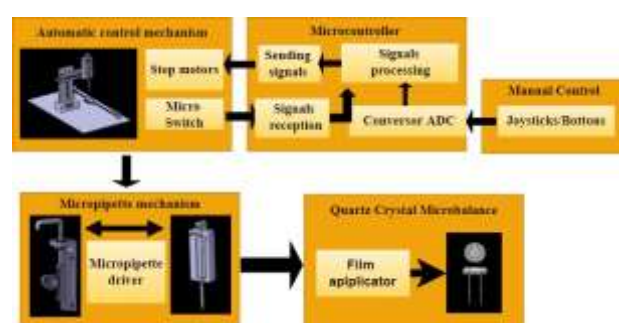 Automatic control mechanism
Step motors
Micro
Switch
Microcontroller
Sending
signals
Signals
processing
Signals
reception
Conversor ADC
Manual Control
Joysticks/Bottons
Micropipette mechanism
Micropipette
driver
Quartz Crystal Microbalance
Film
apiplicator